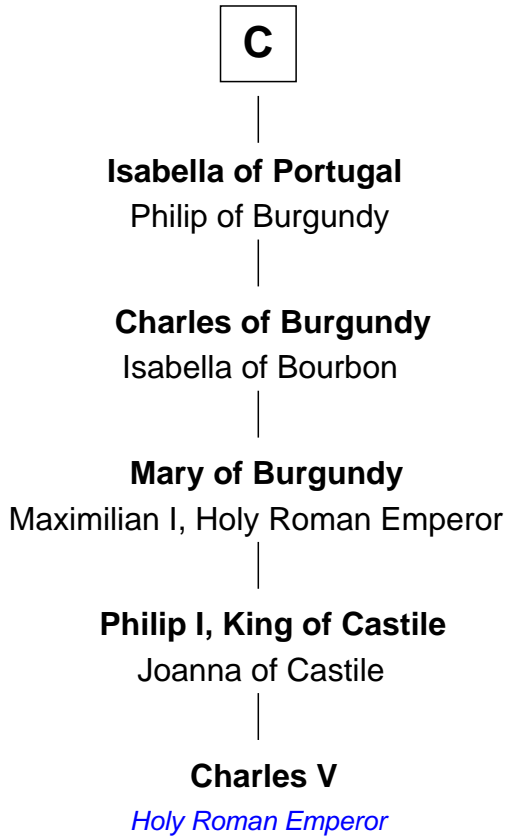 C
Isabella of Portugal
Philip of Burgundy
Charles of Burgundy
Isabella of Bourbon
Mary of Burgundy
Maximilian I, Holy Roman Emperor
Philip I, King of Castile
Joanna of Castile
Charles V
Holy Roman Emperor